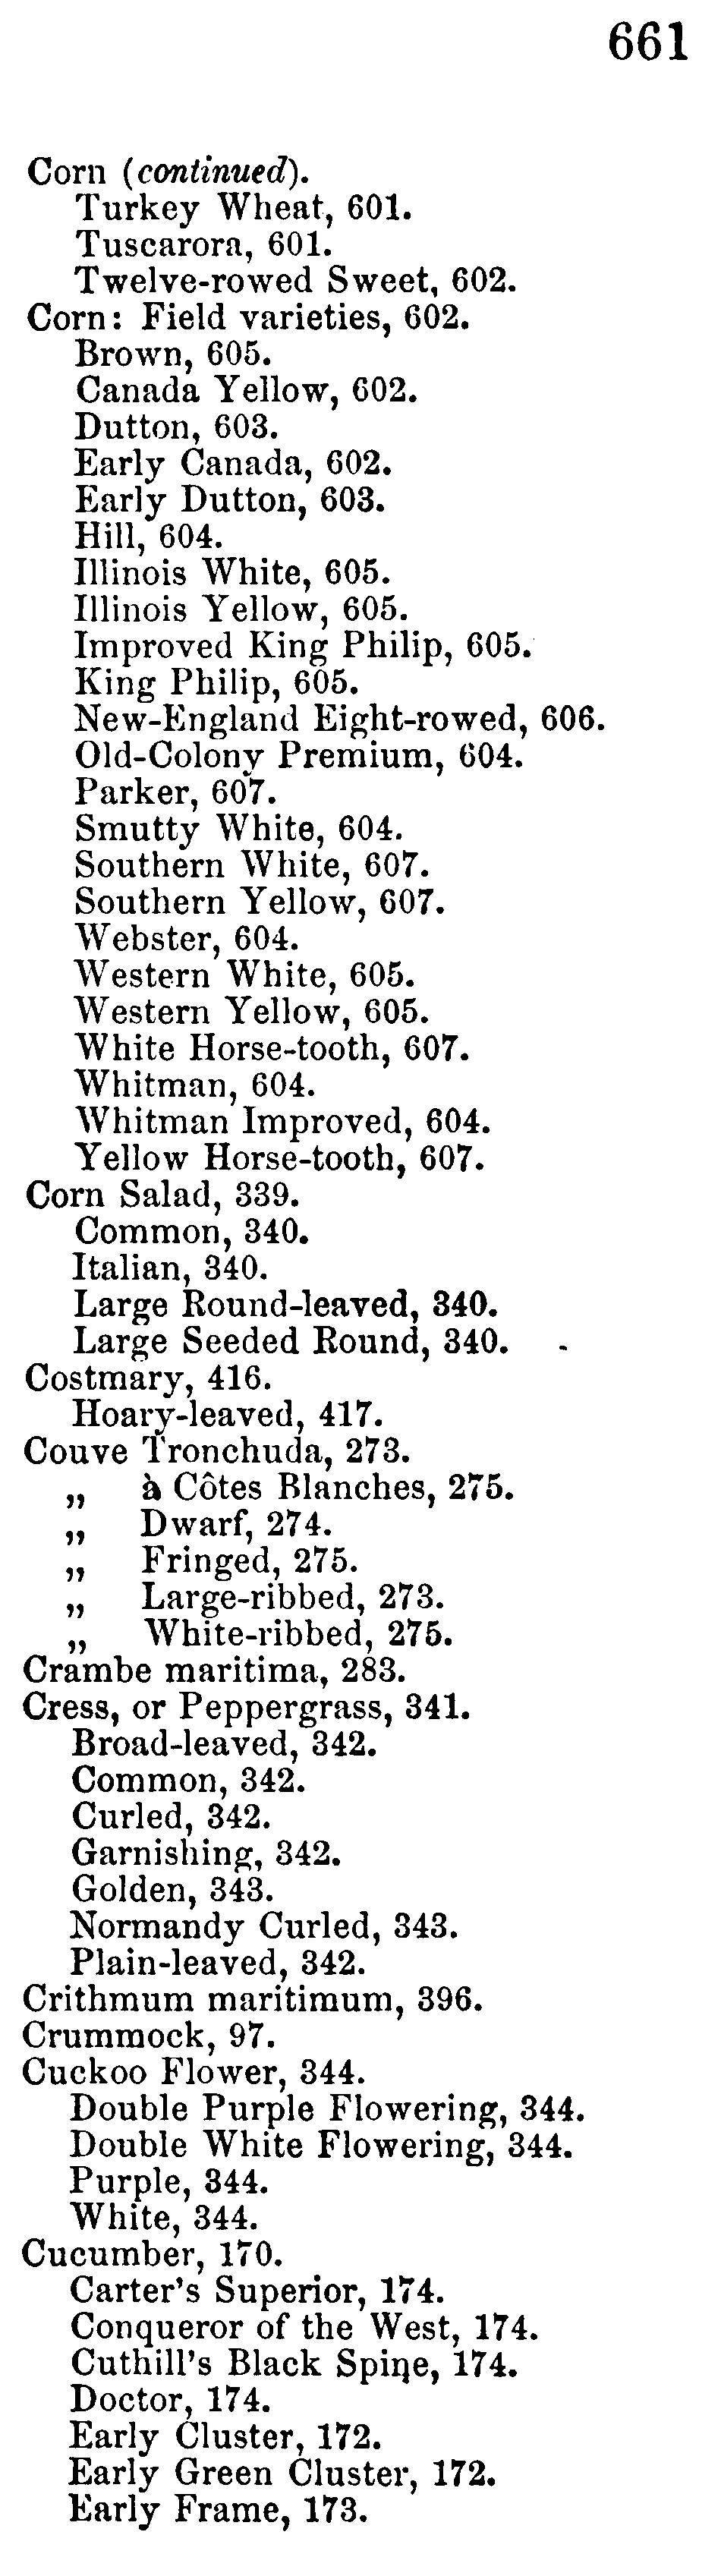 661
Corn (continued).
Turkey Wheat, 601.
Tuscarora, 601.
Twelve-rowed Sweet, 602.
Corn: Field varieties, 602.
Brown, 605.
Canada Yellow, 602.
Dutton, 603.
Early Canada, 602.
Early Dutton, 603.
Hill, 604.
Illinois White, 605.
Illinois Yellow, 605.
Improved King Philip, 605.
King Philip, 605.
New-England Eight-rowed, 606.
Old-Colony Premium, 604.
Parker, 607.
Smutty White, 604.
Southern White, 607.
Southern Yellow, 607.
Webster, 604.
Western White, 605.
Western Yellow, 605.
White Horse-tooth, 607.
Whitman, 604.
Whitman Improved, 604.
Yellow Horse-tooth, 607.
Corn Salad, 339.
Common, 340.
Italian, 340.
Large Round-leaved, 340.
Large Seeded Round, 340.
Costmary, 416.
Hoary-leaved, 417.
Couve Tronchuda, 273.
„ à Côtes Blanches, 275.
„ Dwarf, 274.
„ Fringed, 275.
„ Large-ribbed, 273.
„ White-ribbed, 275.
Crambe maritima, 283.
Cress, or Peppergrass, 341.
Broad-leaved, 342.
Common, 342.
Curled, 342.
Garnishing, 342.
Golden, 343.
Normandy Curled, 343.
Plain-leaved, 342.
Crithmum maritimum, 396.
Crummock, 97.
Cuckoo Flower, 344.
Double Purple Flowering, 344.
Double White Flowering, 344.
Purple, 344.
White, 344.
Cucumber, 170.
Carter's Superior, 174.
Conqueror of the West, 174.
Cuthill's Black Spine, 174.
Doctor, 174.
Early Cluster, 172.
Early Green Cluster, 172.
Early Frame, 173.